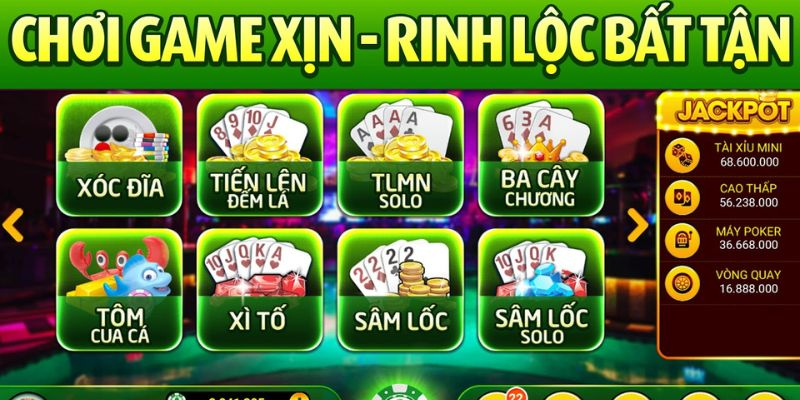 CHƠI GAME XỊN - RINH LỘC BẤT TẬN
XÓC ĐĨA
TIẾN LÊN
ĐẾM LÁ
TLMN
SOLO
BA CÂY
CHƯƠNG
TÔM
CUA CÁ
XÌ TỐ
SÂM LỐC
SÂM LỐC
SOLO
JACKPOT
TÀI XỈU MINI
68.600.000
CAO THẤP
56.238.000
MÁY POKER
36.668.000
VÒNG QUAY
16.888.000
22